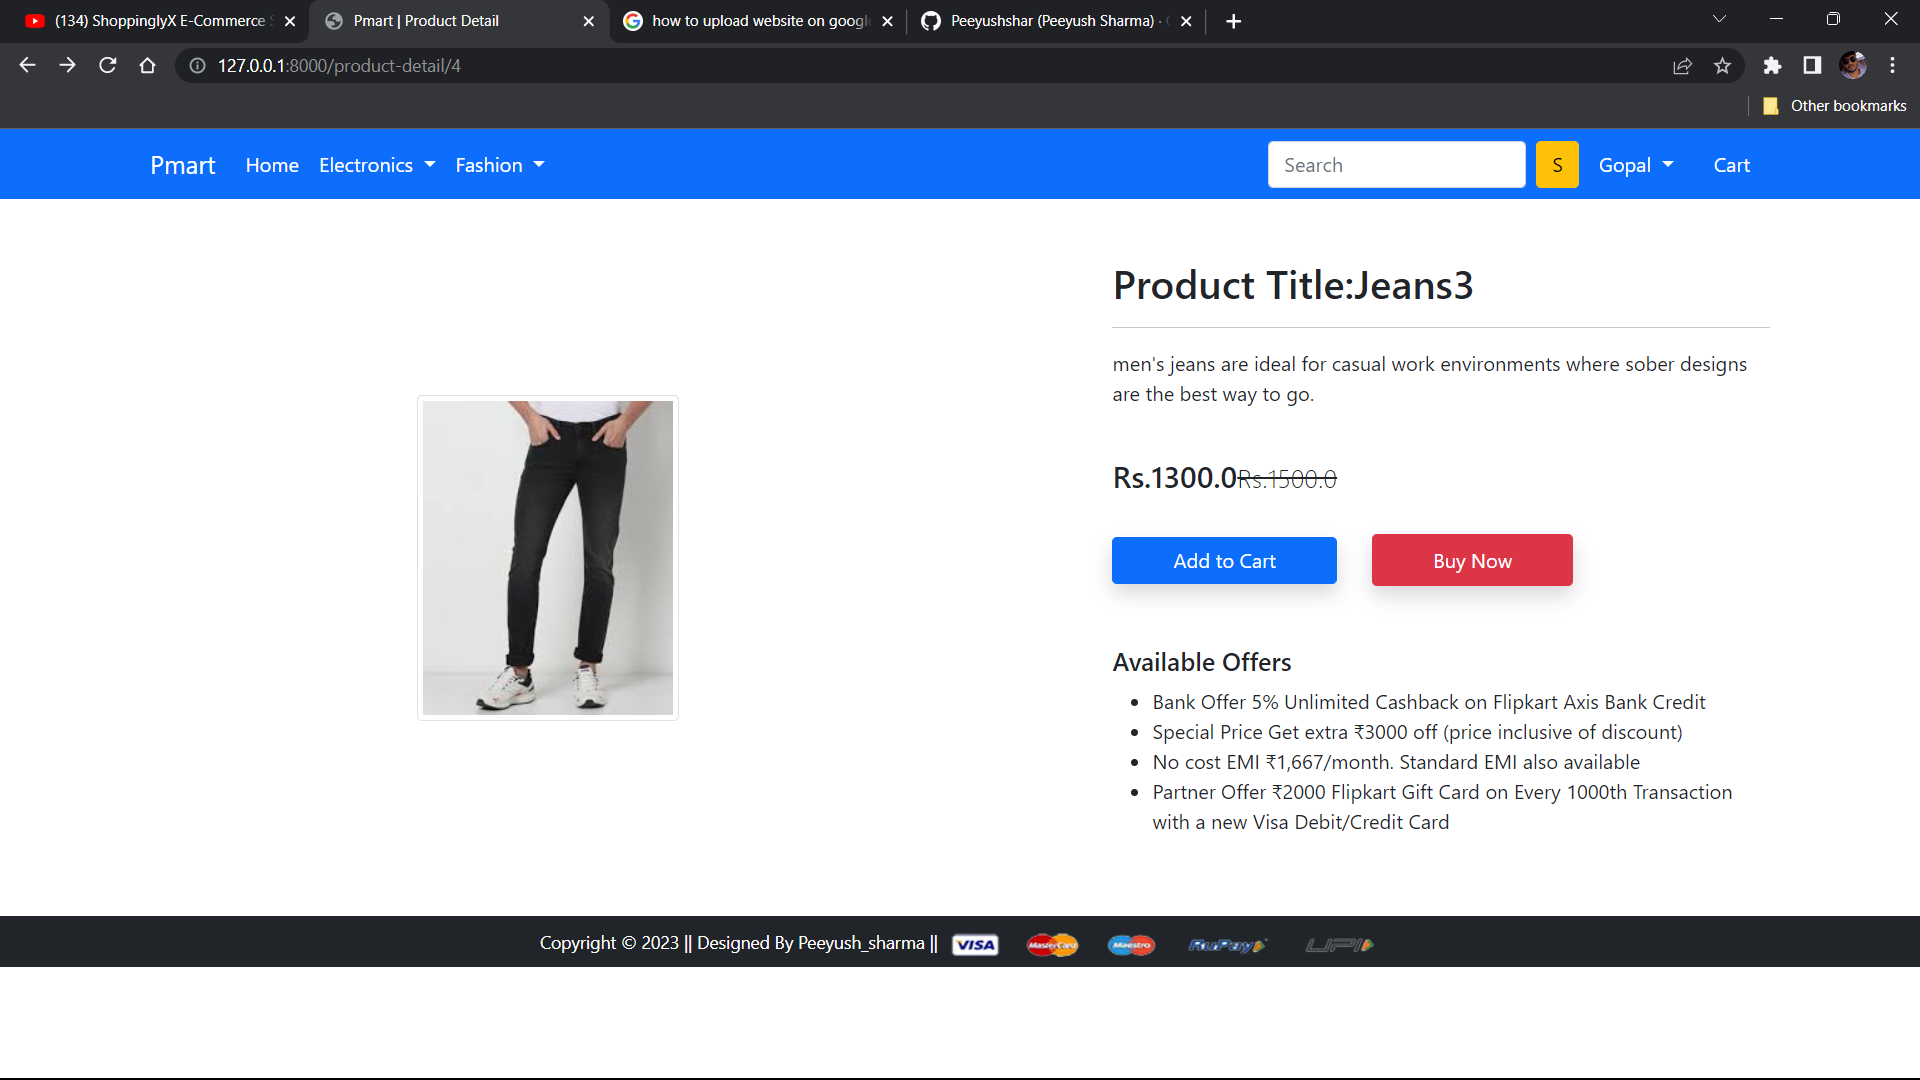 (134) ShoppinglyX E-Commerce
Pmart | Product Detail
how to upload website on googl
Peeyushshar (Peeyush Sharma) ·
127.0.0.1:8000/product-detail/4
Other bookmarks
Pmart Home Electronics Fashion Search S Gopal Cart
Product Title:Jeans3
men's jeans are ideal for casual work environments where sober designs
are the best way to go.
Rs.1300.0Rs.1500.0
Add to Cart Buy Now
Available Offers
• Bank Offer 5% Unlimited Cashback on Flipkart Axis Bank Credit
• Special Price Get extra ₹3000 off (price inclusive of discount)
• No cost EMI ₹1,667/month. Standard EMI also available
• Partner Offer ₹2000 Flipkart Gift Card on Every 1000th Transaction
with a new Visa Debit/Credit Card
Copyright © 2023 || Designed By Peeyush_sharma || VISA MasterCard Maestro RuPay UPI